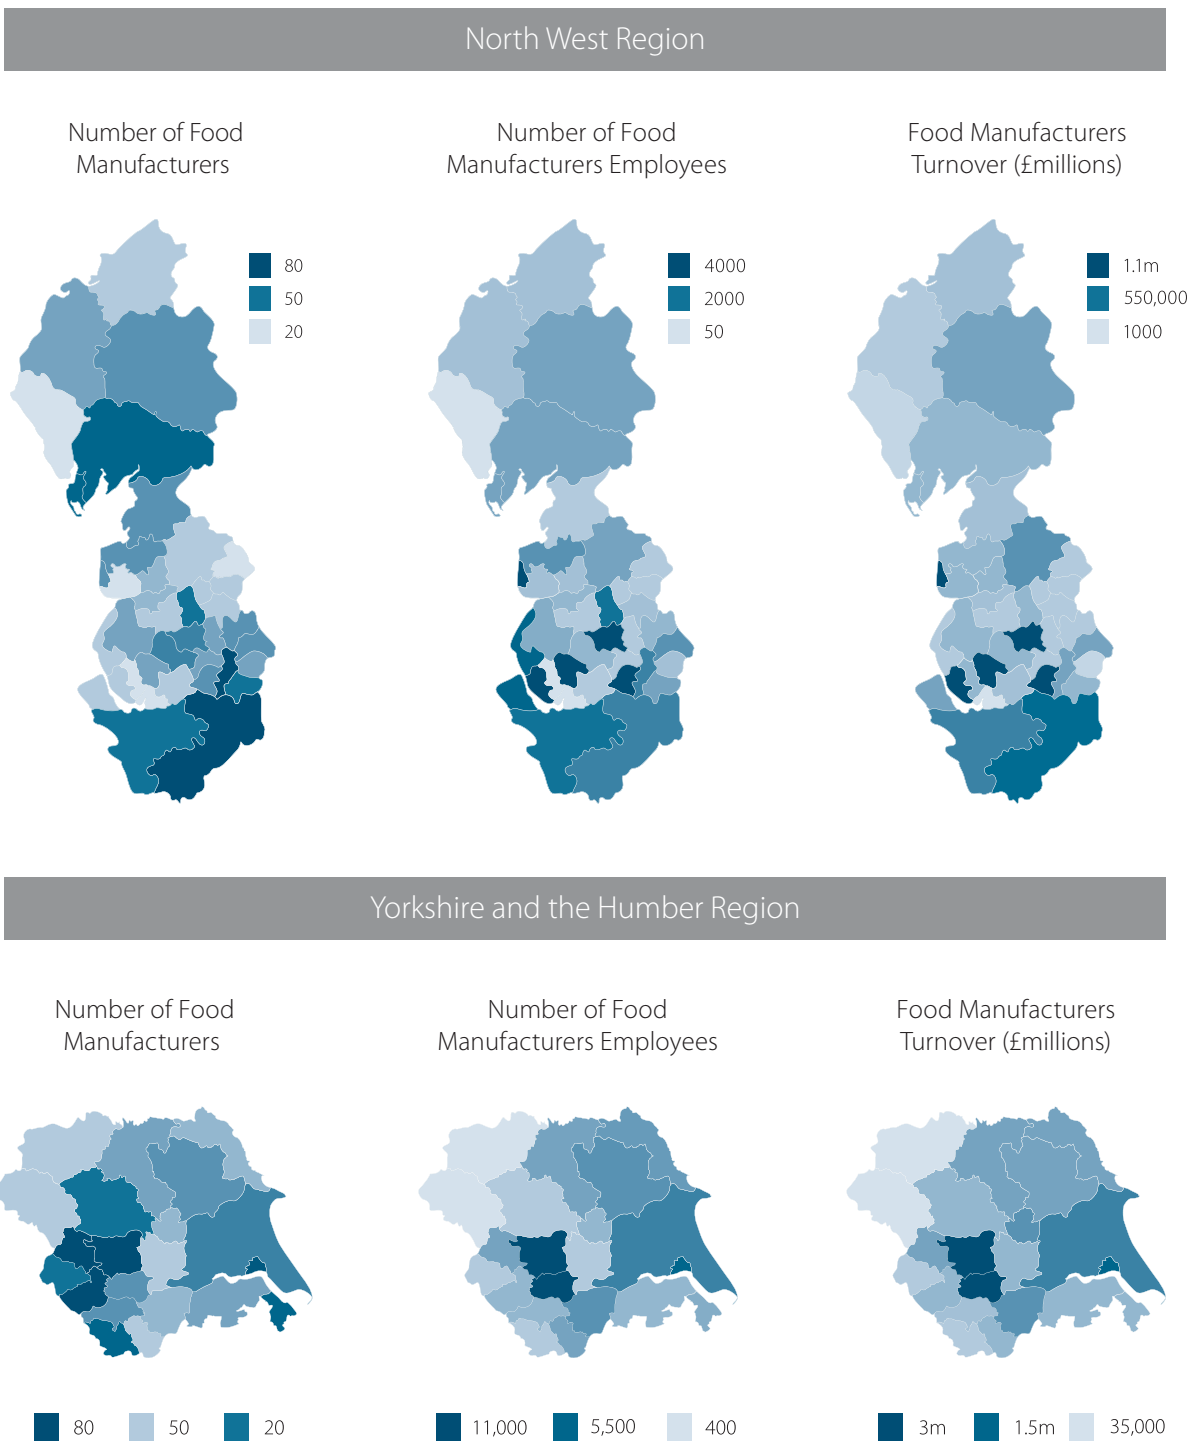 North West Region
Number of Food
Manufacturers
Number of Food
Manufacturers Employees
Food Manufacturers
Turnover (£millions)
80
50
20
4000
2000
50
1.1m
550,000
1000
Yorkshire and the Humber Region
Number of Food
Manufacturers
Number of Food
Manufacturers Employees
Food Manufacturers
Turnover (£millions)
80
50
20
11,000
5,500
400
3m
1.5m
35,000